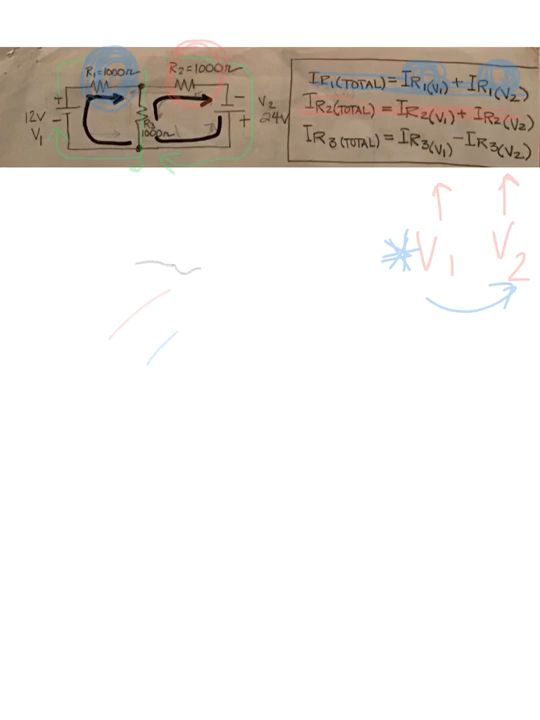 R₁=1000Ω
R₂=1000Ω
+
-
12V
V₁
R₃
1000Ω
-
+
V₂
24V
IR₁(TOTAL)=IR₁(V₁)+IR₁(V₂)
IR₂(TOTAL)=IR₂(V₁)+IR₂(V₂)
IR₃(TOTAL)=IR₃(V₁)-IR₃(V₂)
*V₁ V₂